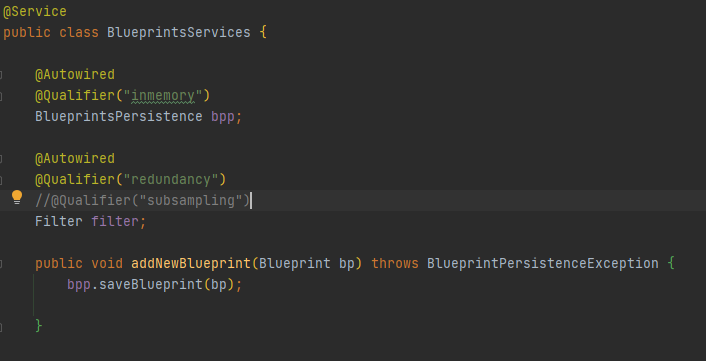 @Service
public class BlueprintsServices {
@Autowired
@Qualifier("inmemory")
BlueprintsPersistence bpp;
@Autowired
@Qualifier("redundancy")
//@Qualifier("subsampling")
Filter filter;
public void addNewBlueprint(Blueprint bp) throws BlueprintPersistenceException {
bpp.saveBlueprint(bp);
}